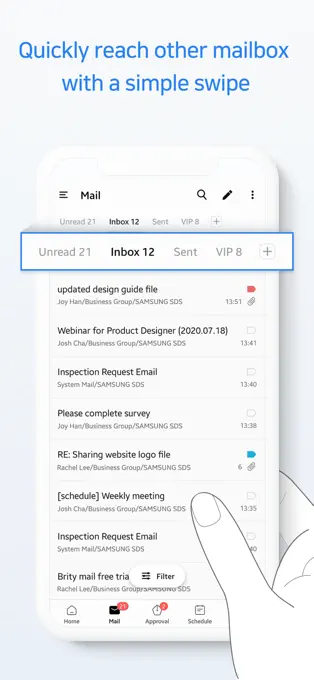 Quickly reach other mailbox
with a simple swipe
Mail
Unread 21 Inbox 12 Sent VIP 8
Unread 21 Inbox 12 Sent VIP 8
updated design guide file
Joy Han/Business Group/SAMSUNG SDS 13:51
Webinar for Product Designer (2020.07.18)
Josh Cha/Business Group/SAMSUNG SDS 13:41
Inspection Request Email
System Mail/SAMSUNG SDS 13:40
Please complete survey
Joy Han/Business Group/SAMSUNG SDS 13:38
RE: Sharing website logo file
Rachel Lee/Business Group/SAMSUNG SDS 6
[schedule] Weekly meeting
Josh Cha/Business Group/SAMSUNG SDS 13:35
Inspection Request Email
System Mail/SAMSUNG SDS :40
Brity mail free tria
Rachel Lee/Business Group/SAMSUNG SDS
Filter
21 2
Home Mail Approval Schedule